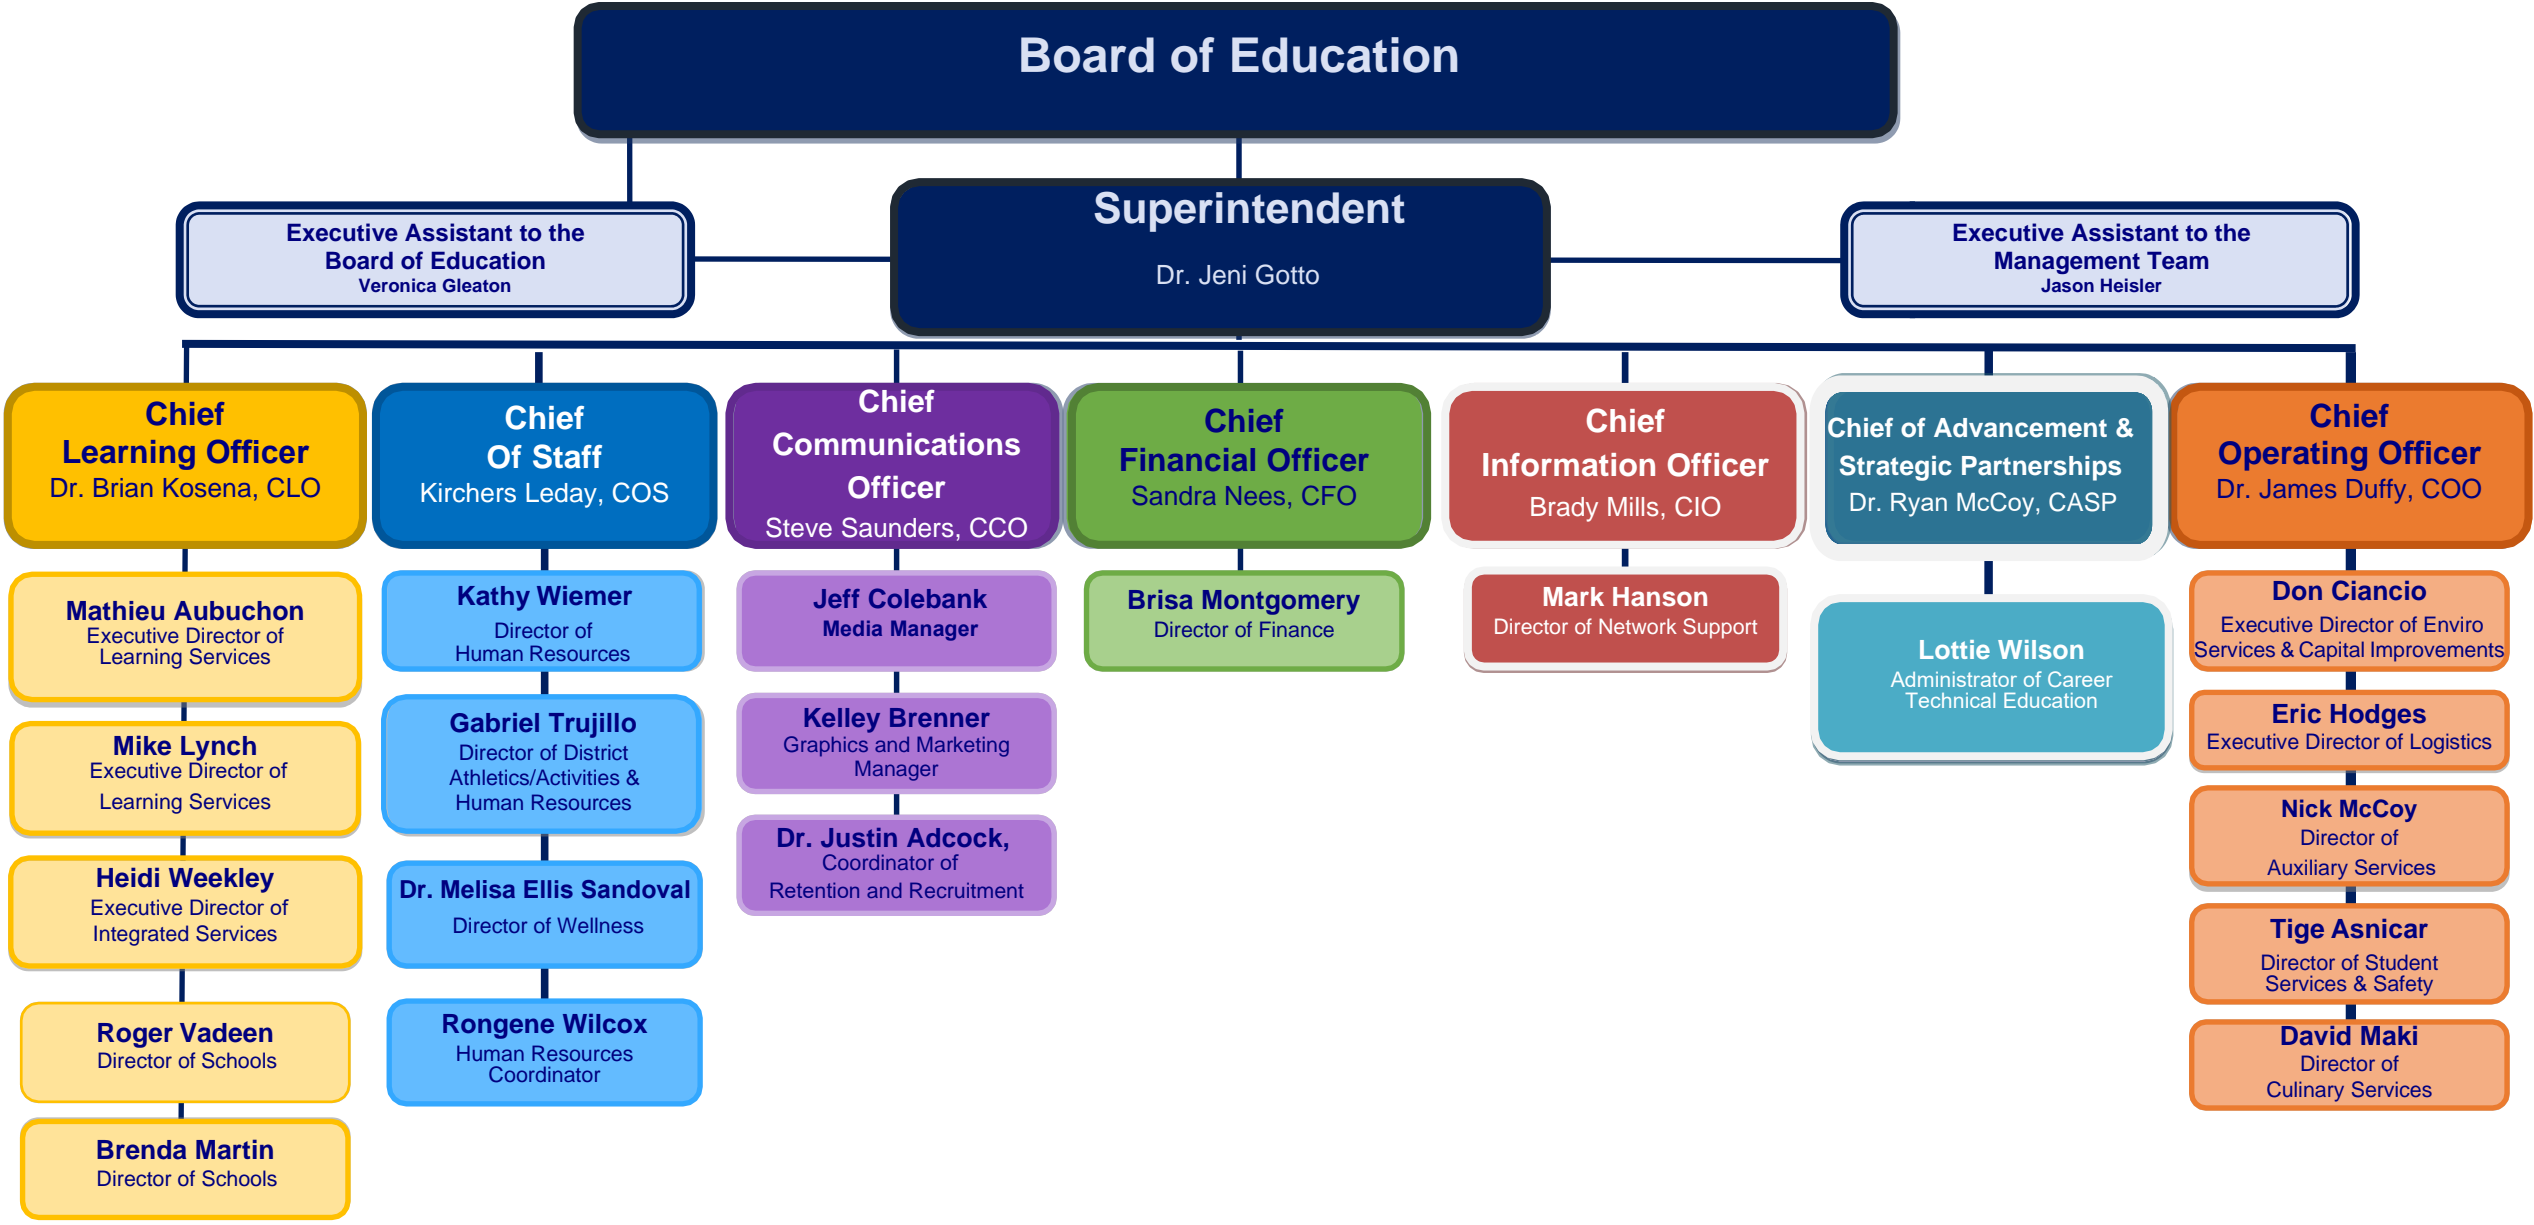 Board of Education
Superintendent
Dr. Jeni Gotto
Executive Assistant to the
Board of Education
Veronica Gleaton
Executive Assistant to the
Management Team
Jason Heisler
Chief
Learning Officer
Dr. Brian Kosena, CLO
Mathieu Aubuchon
Executive Director of
Learning Services
Mike Lynch
Executive Director of
Learning Services
Heidi Weekley
Executive Director of
Integrated Services
Roger Vadeen
Director of Schools
Brenda Martin
Director of Schools
Chief
Of Staff
Kirchers Leday, COS
Kathy Wiemer
Director of
Human Resources
Gabriel Trujillo
Director of District
Athletics/Activities &
Human Resources
Dr. Melisa Ellis Sandoval
Director of Wellness
Rongene Wilcox
Human Resources
Coordinator
Chief
Communications
Officer
Steve Saunders, CCO
Jeff Colebank
Media Manager
Kelley Brenner
Graphics and Marketing
Manager
Dr. Justin Adcock,
Coordinator of
Retention and Recruitment
Chief
Financial Officer
Sandra Nees, CFO
Brisa Montgomery
Director of Finance
Chief
Information Officer
Brady Mills, CIO
Mark Hanson
Director of Network Support
Chief of Advancement &
Strategic Partnerships
Dr. Ryan McCoy, CASP
Lottie Wilson
Administrator of Career
Technical Education
Chief
Operating Officer
Dr. James Duffy, COO
Don Ciancio
Executive Director of Enviro
Services & Capital Improvements
Eric Hodges
Executive Director of Logistics
Nick McCoy
Director of
Auxiliary Services
Tige Asnicar
Director of Student
Services & Safety
David Maki
Director of
Culinary Services